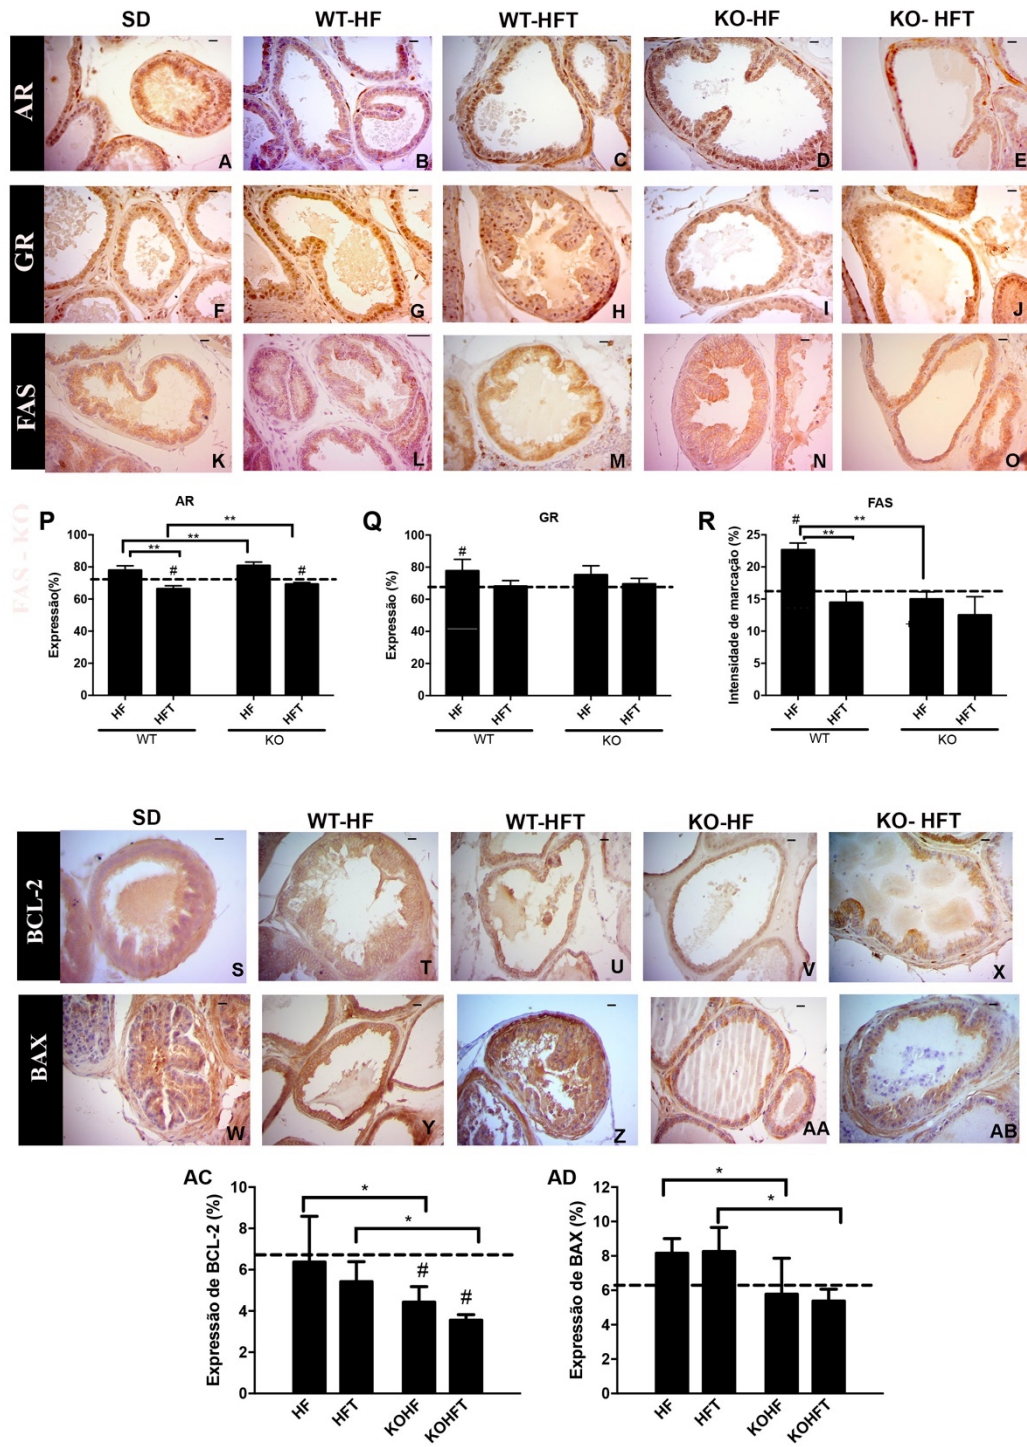 SD WT-HF WT-HFT KO-HF KO- HFT
AR
A B C D E
GR
F G H I J
FAS
K L M N O
FAS - KO
P
AR
**
**
**
# #
Expressão(%)
100
80
60
40
20
0
HF HFT HF HFT
WT KO
Q
GR
#
Expressão (%)
100
80
60
40
20
0
HF HFT HF HFT
WT KO
R
FAS
#
**
**
Intensidade de marcação (%)
25
20
15
10
5
0
HF HFT HF HFT
WT KO
SD WT-HF WT-HFT KO-HF KO- HFT
BCL-2
S T U V X
BAX
W Y Z AA AB
AC
*
*
# #
Expressão de BCL-2 (%)
10
8
6
4
2
0
HF HFT KOHF KOHFT
AD
*
*
Expressão de BAX (%)
12
10
8
6
4
2
0
HF HFT KOHF KOHFT